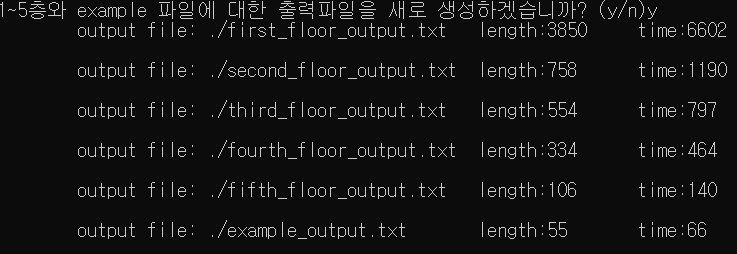 1~5층와 example 파일에 대한 출력파일을 새로 생성하겠습니까? (y/n)y
output file: ./first_floor_output.txt length:3850 time:6602
output file: ./second_floor_output.txt length:758 time:1190
output file: ./third_floor_output.txt length:554 time:797
output file: ./fourth_floor_output.txt length:334 time:464
output file: ./fifth_floor_output.txt length:106 time:140
output file: ./example_output.txt length:55 time:66